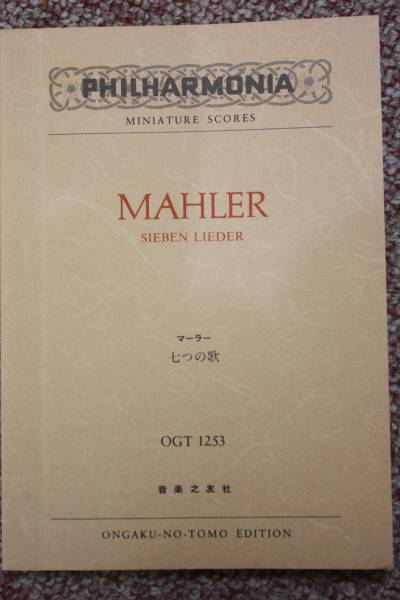 PHILHARMONIA
MINIATURE SCORES
MAHLER
SIEBEN LIEDER
マーラー
七つの歌
OGT 1253
音楽之友社
ONGAKU-NO-TOMO EDITION